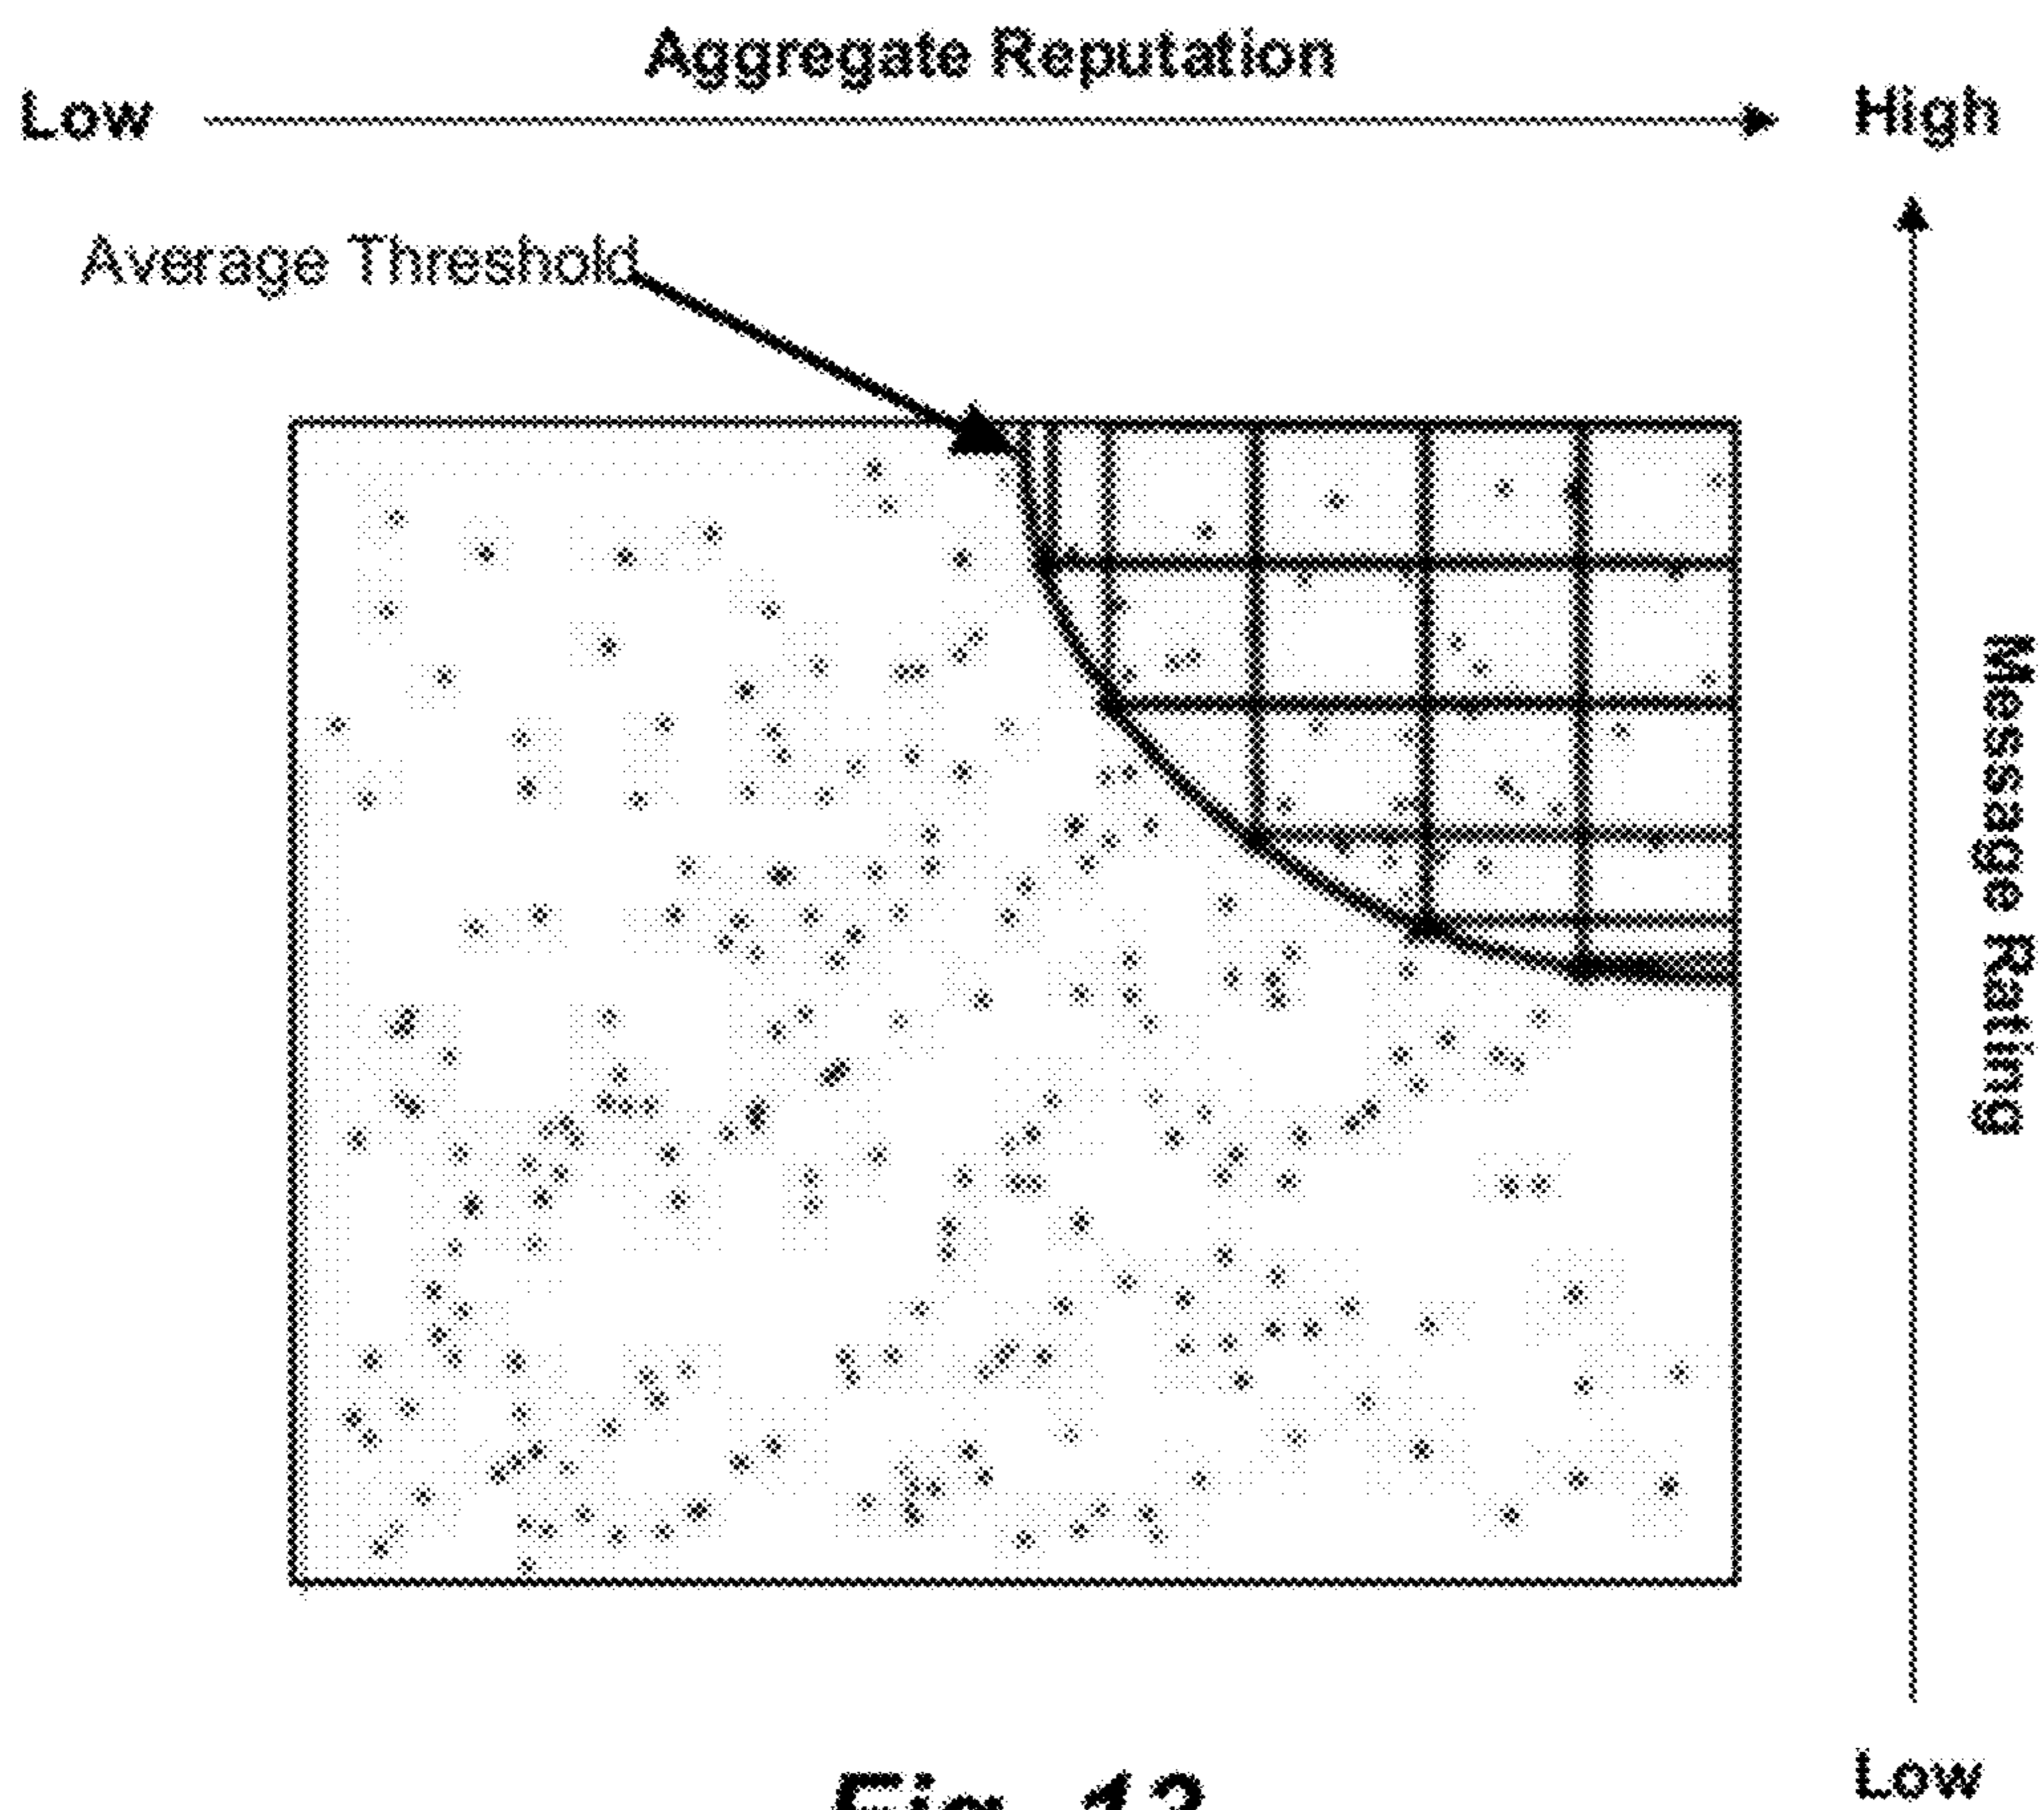 Aggregate Reputation
Low
High
Average Threshold
Message Rating
Low